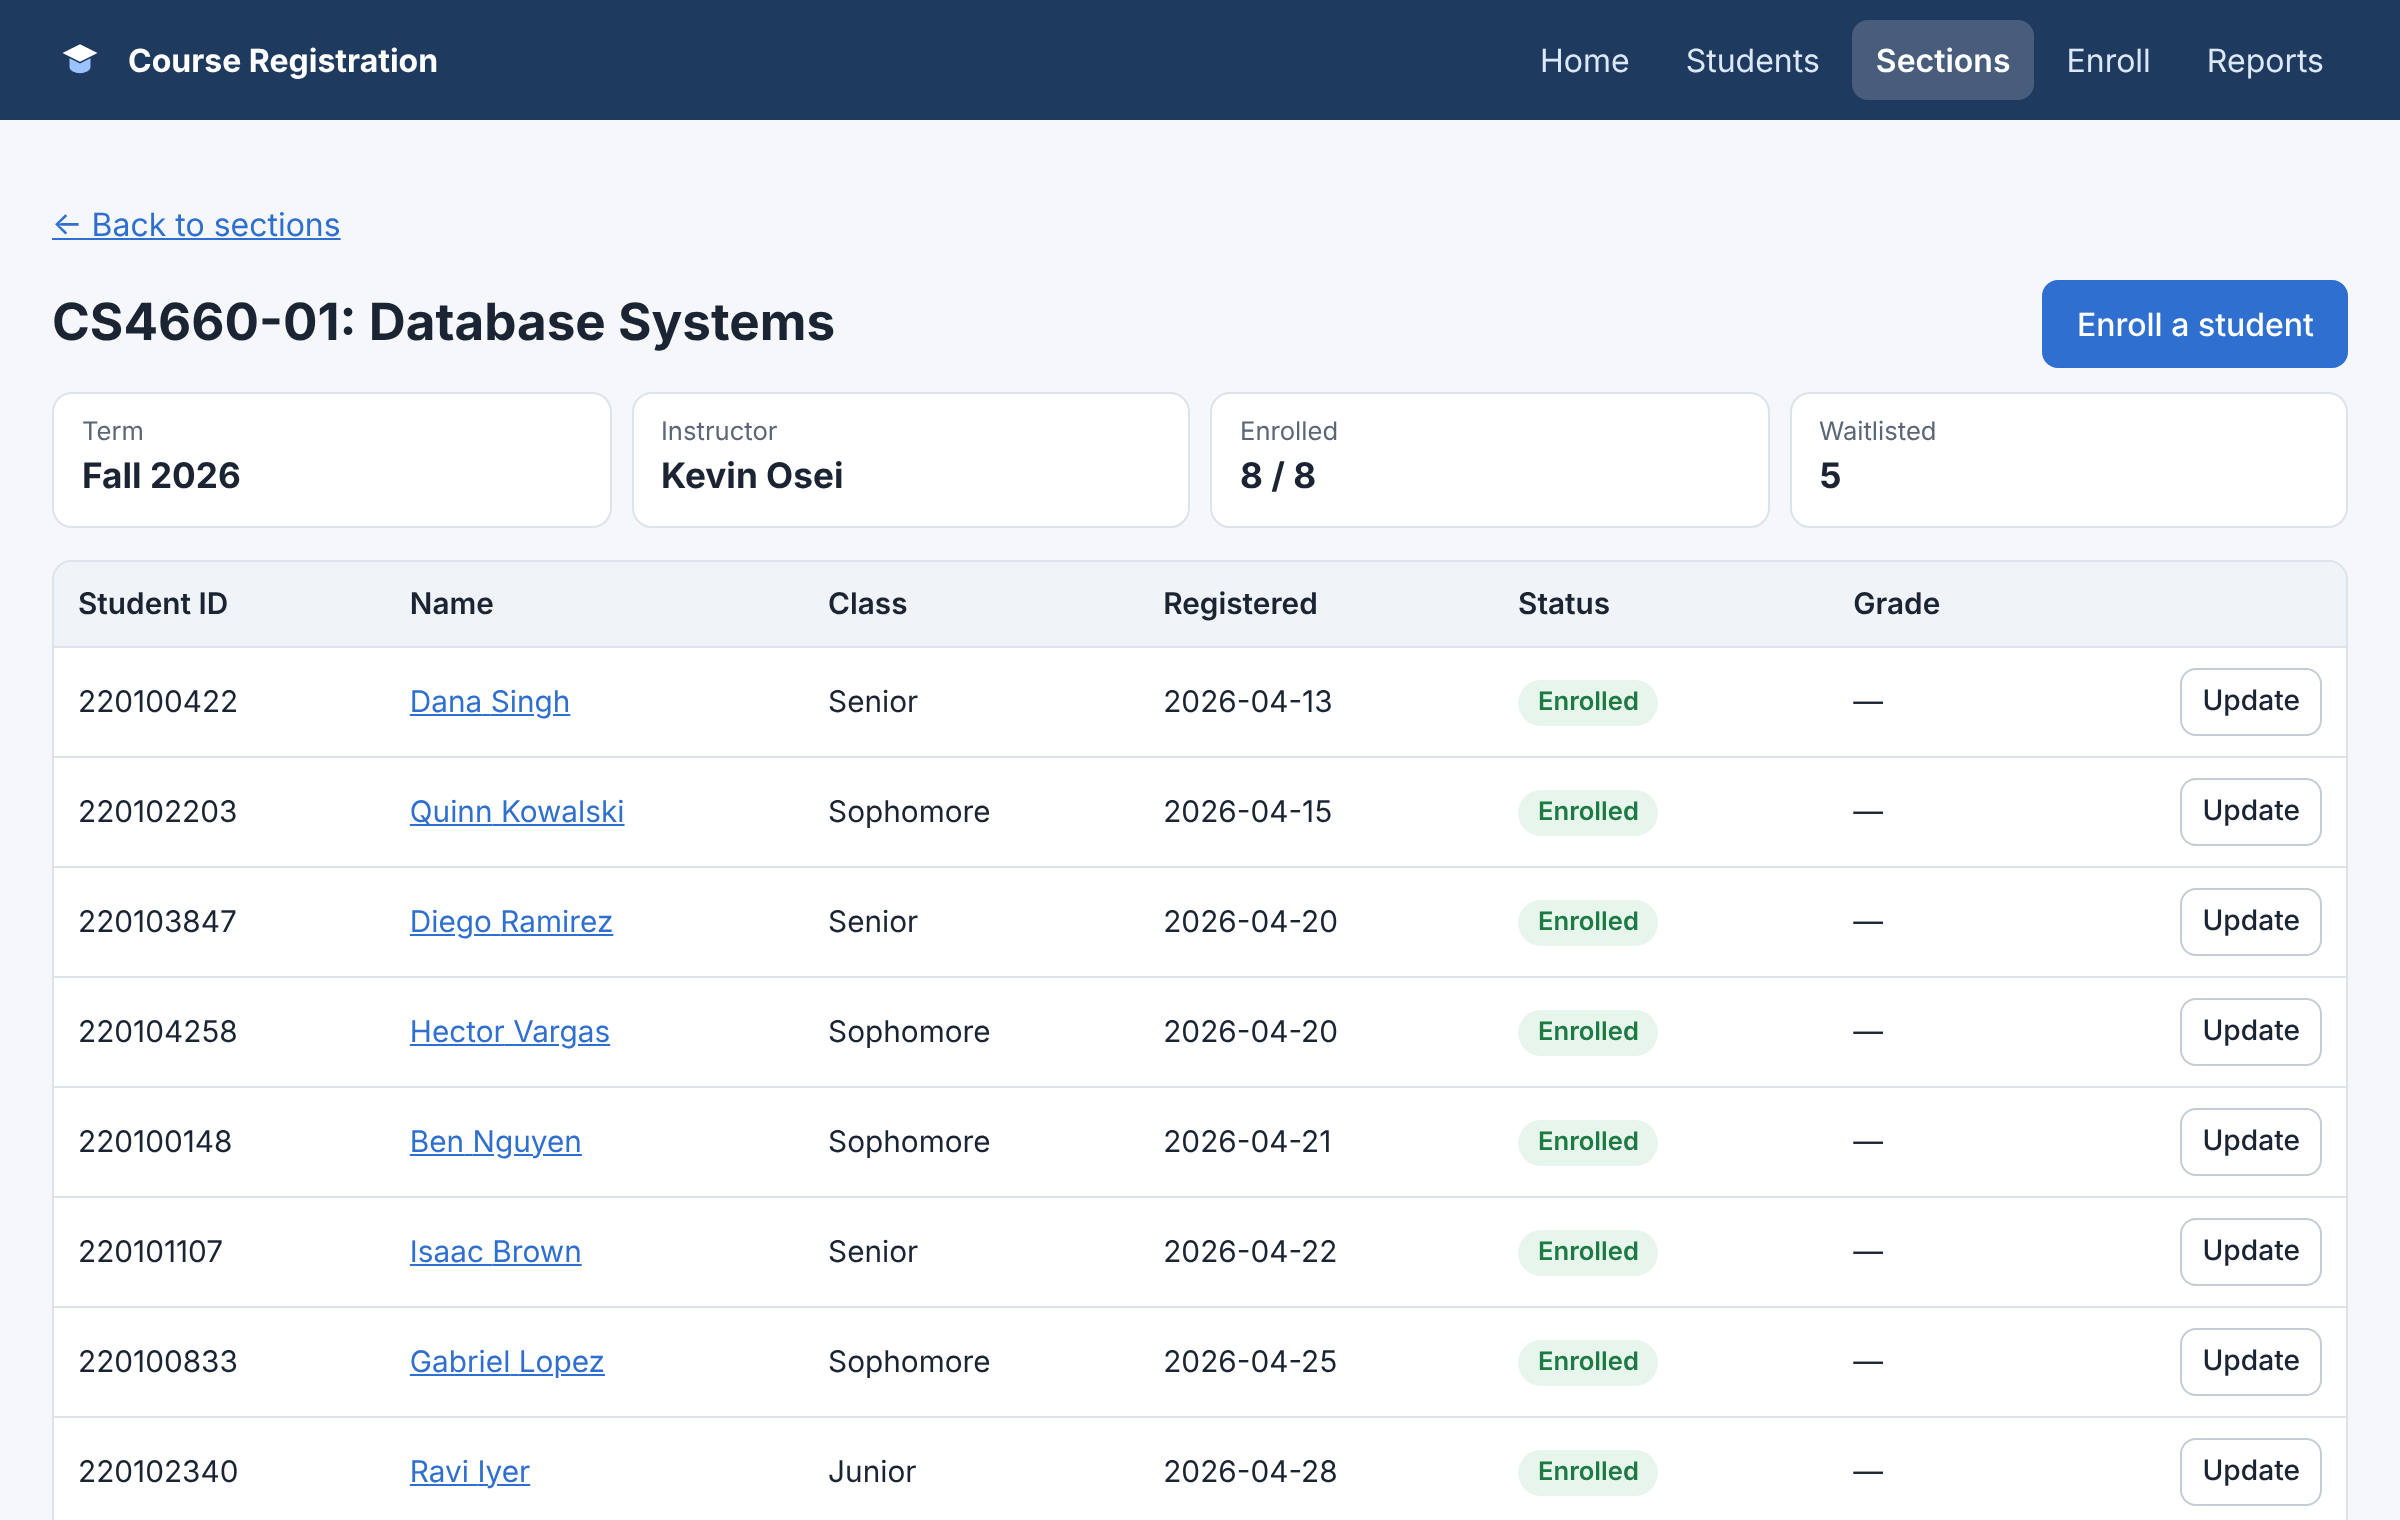 Course Registration Home Students Sections Enroll Reports
← Back to sections
CS4660-01: Database Systems Enroll a student
Term Instructor Enrolled Waitlisted
Fall 2026 Kevin Osei 8 / 8 5
Student ID Name Class Registered Status Grade
220100422 Dana Singh Senior 2026-04-13 Enrolled — Update
220102203 Quinn Kowalski Sophomore 2026-04-15 Enrolled — Update
220103847 Diego Ramirez Senior 2026-04-20 Enrolled — Update
220104258 Hector Vargas Sophomore 2026-04-20 Enrolled — Update
220100148 Ben Nguyen Sophomore 2026-04-21 Enrolled — Update
220101107 Isaac Brown Senior 2026-04-22 Enrolled — Update
220100833 Gabriel Lopez Sophomore 2026-04-25 Enrolled — Update
220102340 Ravi Iyer Junior 2026-04-28 Enrolled — Update